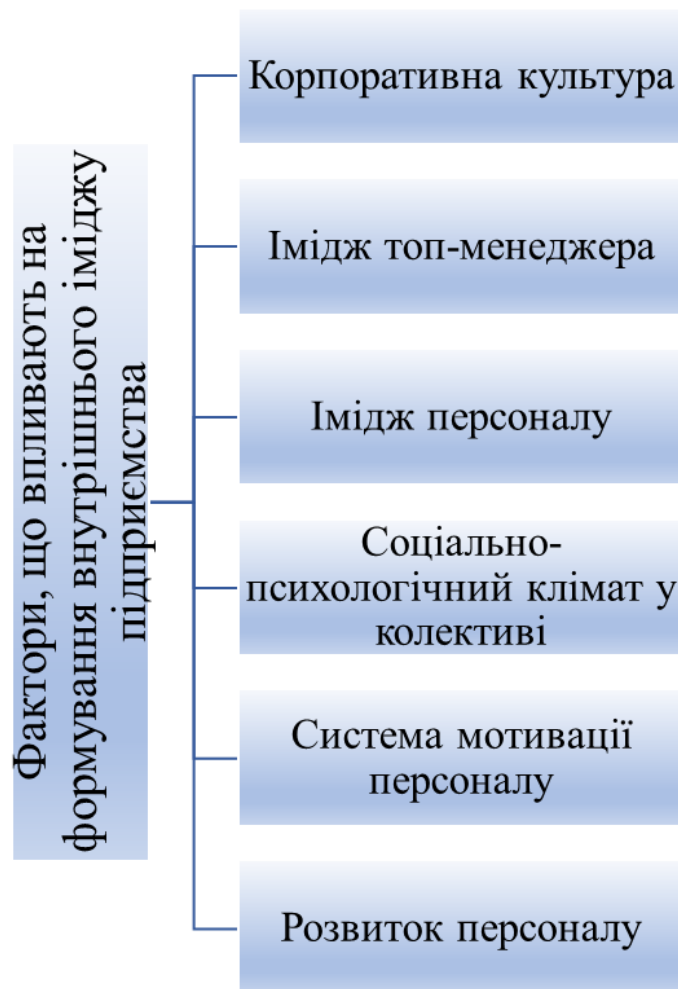 Фактори, що впливають на
формування внутрішнього іміджу
підприємства
Корпоративна культура
Імідж топ-менеджера
Імідж персоналу
Соціально-
психологічний клімат у
колективі
Система мотивації
персоналу
Розвиток персоналу